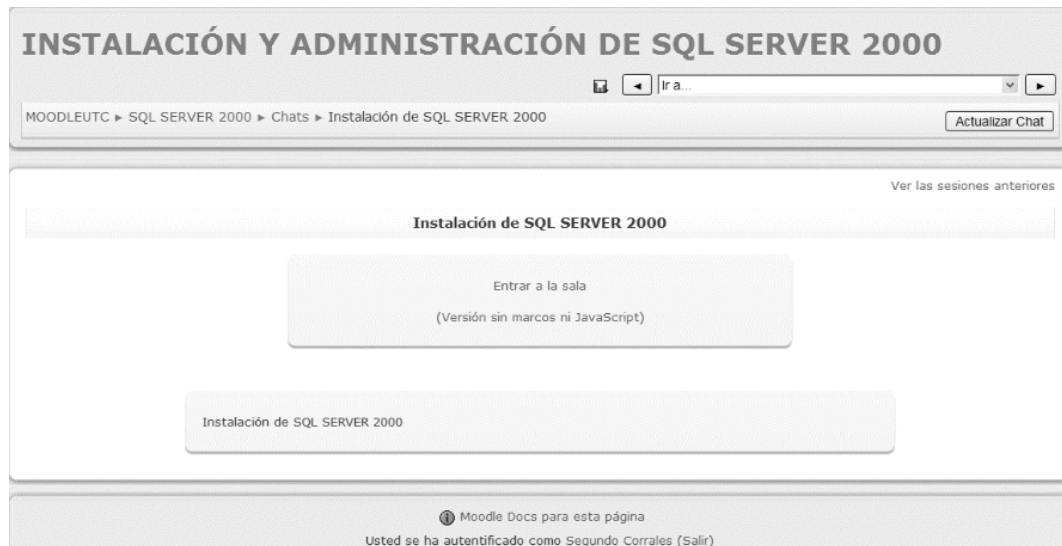 INSTALACIÓN Y ADMINISTRACIÓN DE SQL SERVER 2000
Ir a...
MOODLEUTC ► SQL SERVER 2000 ► Chats ► Instalación de SQL SERVER 2000
Actualizar Chat
Ver las sesiones anteriores
Instalación de SQL SERVER 2000
Entrar a la sala
(Versión sin marcos ni JavaScript)
Instalación de SQL SERVER 2000
Moodle Docs para esta página
Usted se ha autentificado como Segundo Corrales (Salir)